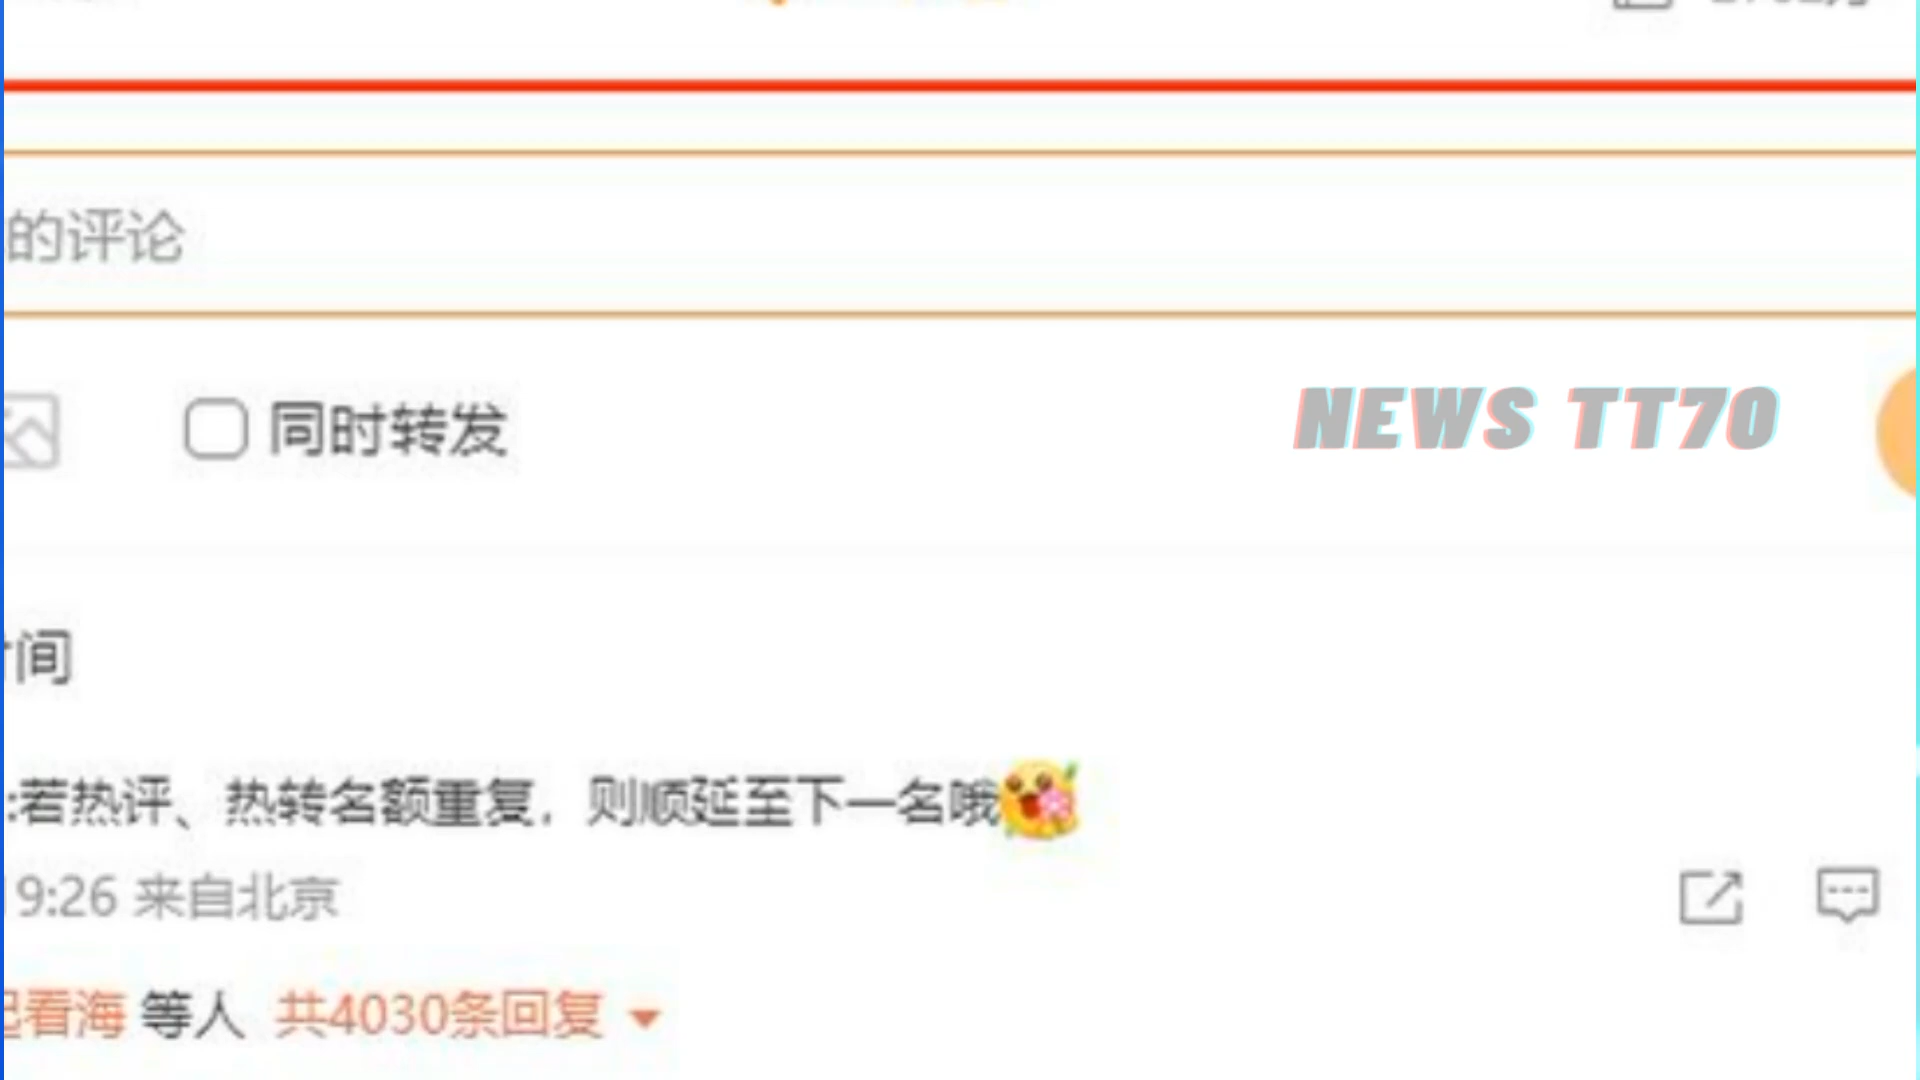 的评论
同时转发
NEWS TT70
间
:若热评、热转名额重复，则顺延至下一名哦
19:26 来自北京
看海 等人 共4030条回复